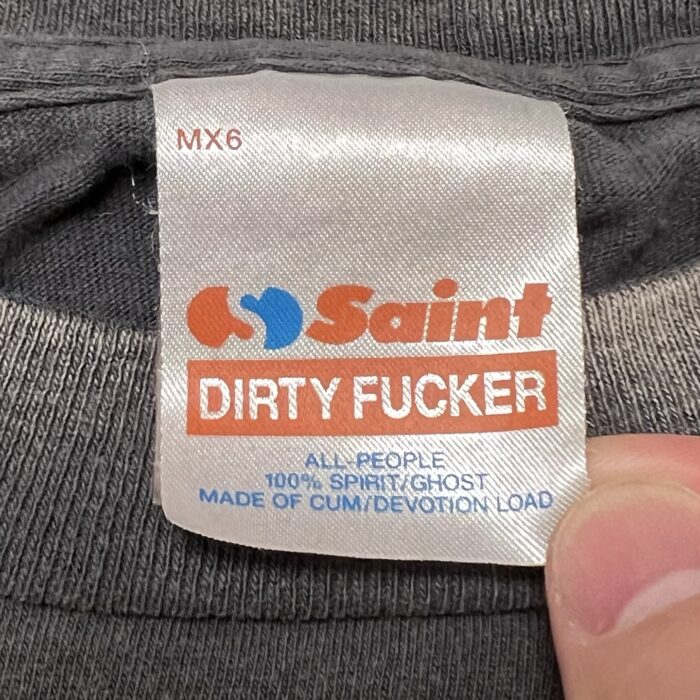 MX6
Saint
DIRTY FUCKER
ALL-PEOPLE
100% SPIRIT/GHOST
MADE OF CUM/DEVOTION LOAD